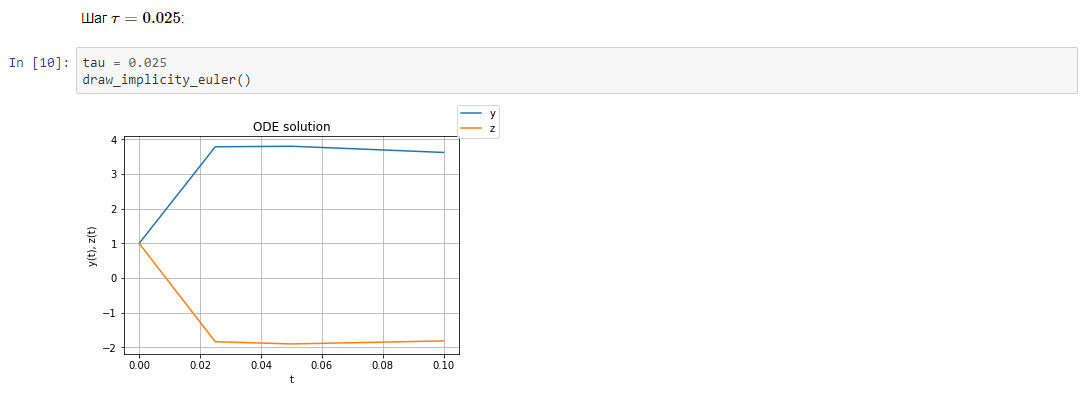 Шаг τ = 0.025:
In [10]: tau = 0.025
draw_implicity_euler()
y
z
ODE solution
4
3
2
1
0
−1
−2
y(t), z(t)
0.00 0.02 0.04 0.06 0.08 0.10
t